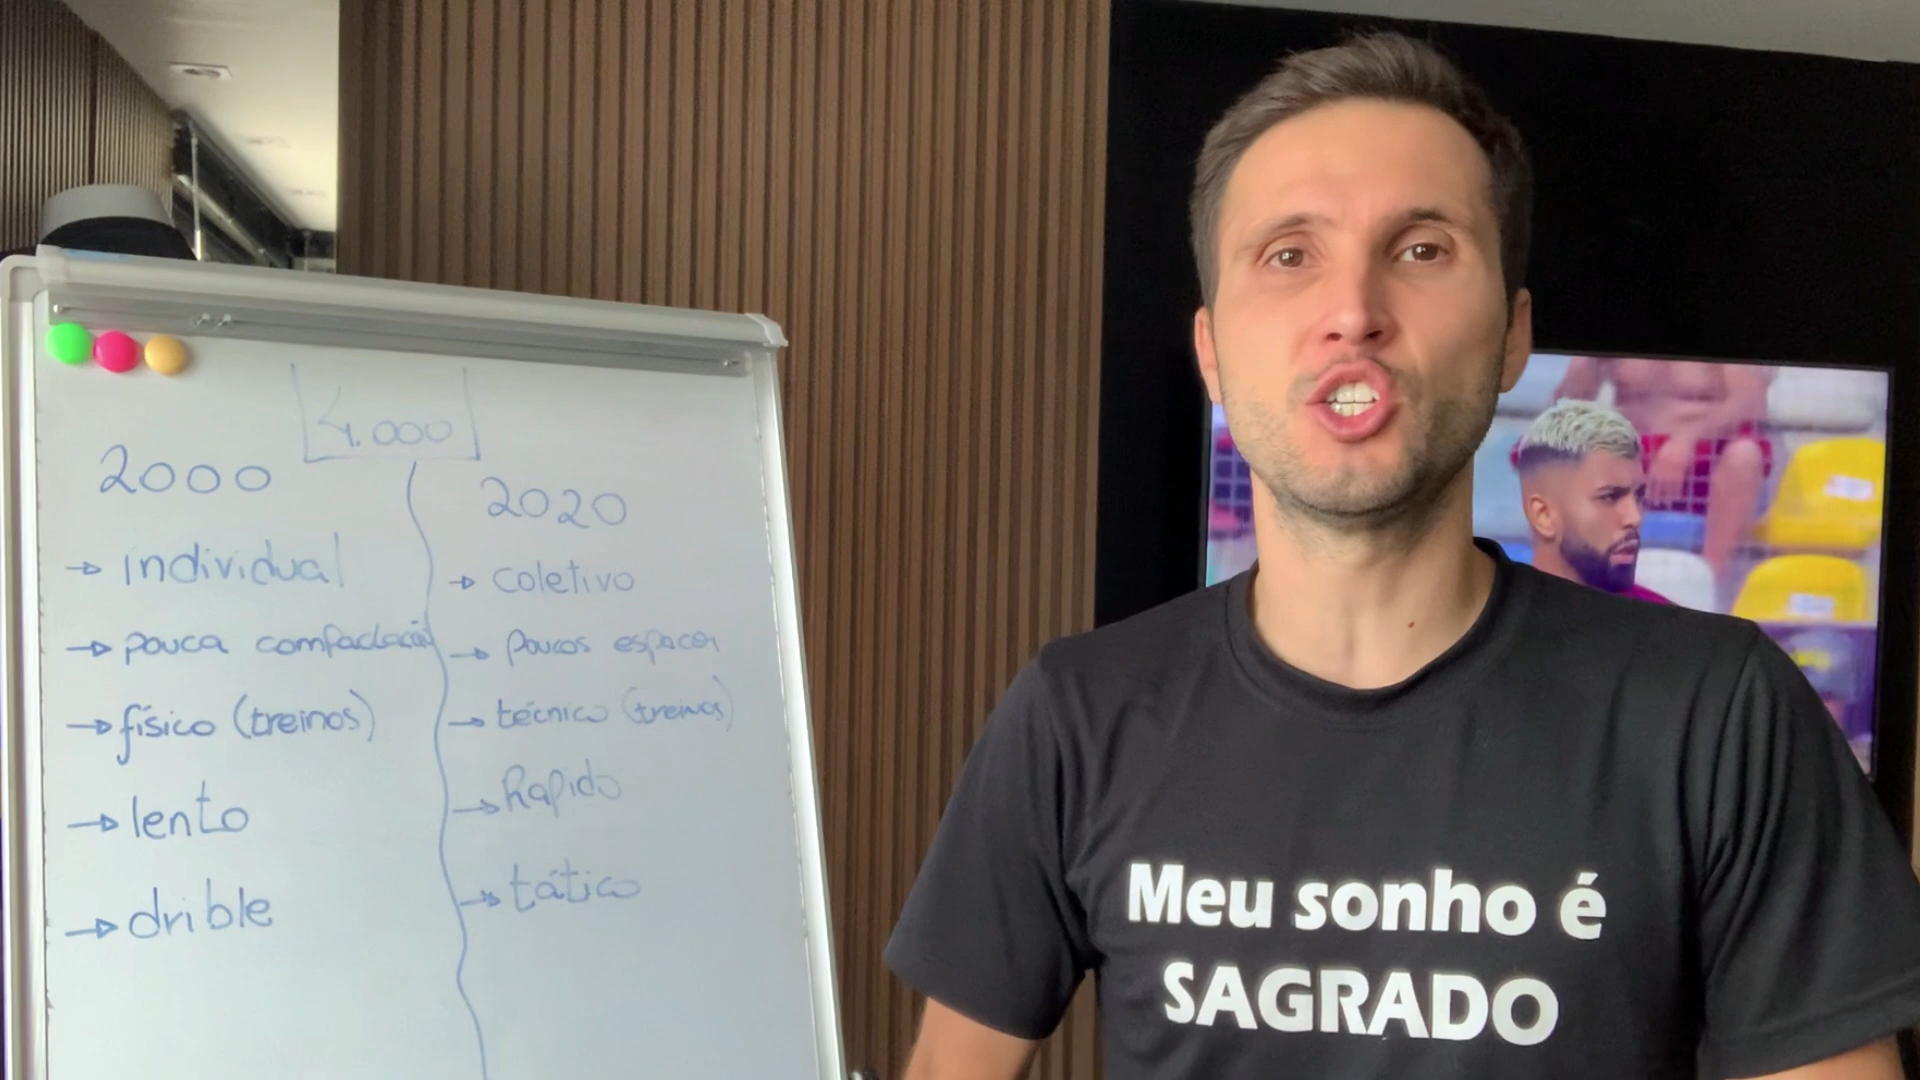 4.000
2000
→ individual
→ pouca compactação
→ físico (treinos)
→ lento
→ drible
2020
→ coletivo
→ poucos espaços
→ técnico (treinos)
→ Rapido
→ tático
Meu sonho é
SAGRADO